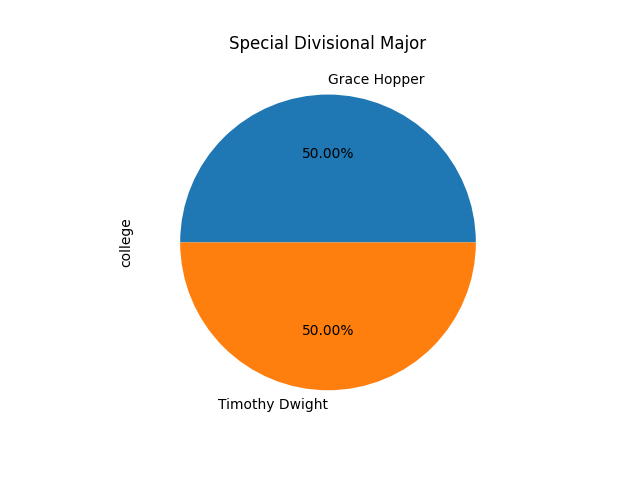 Special Divisional Major
Grace Hopper
50.00%
college
50.00%
Timothy Dwight